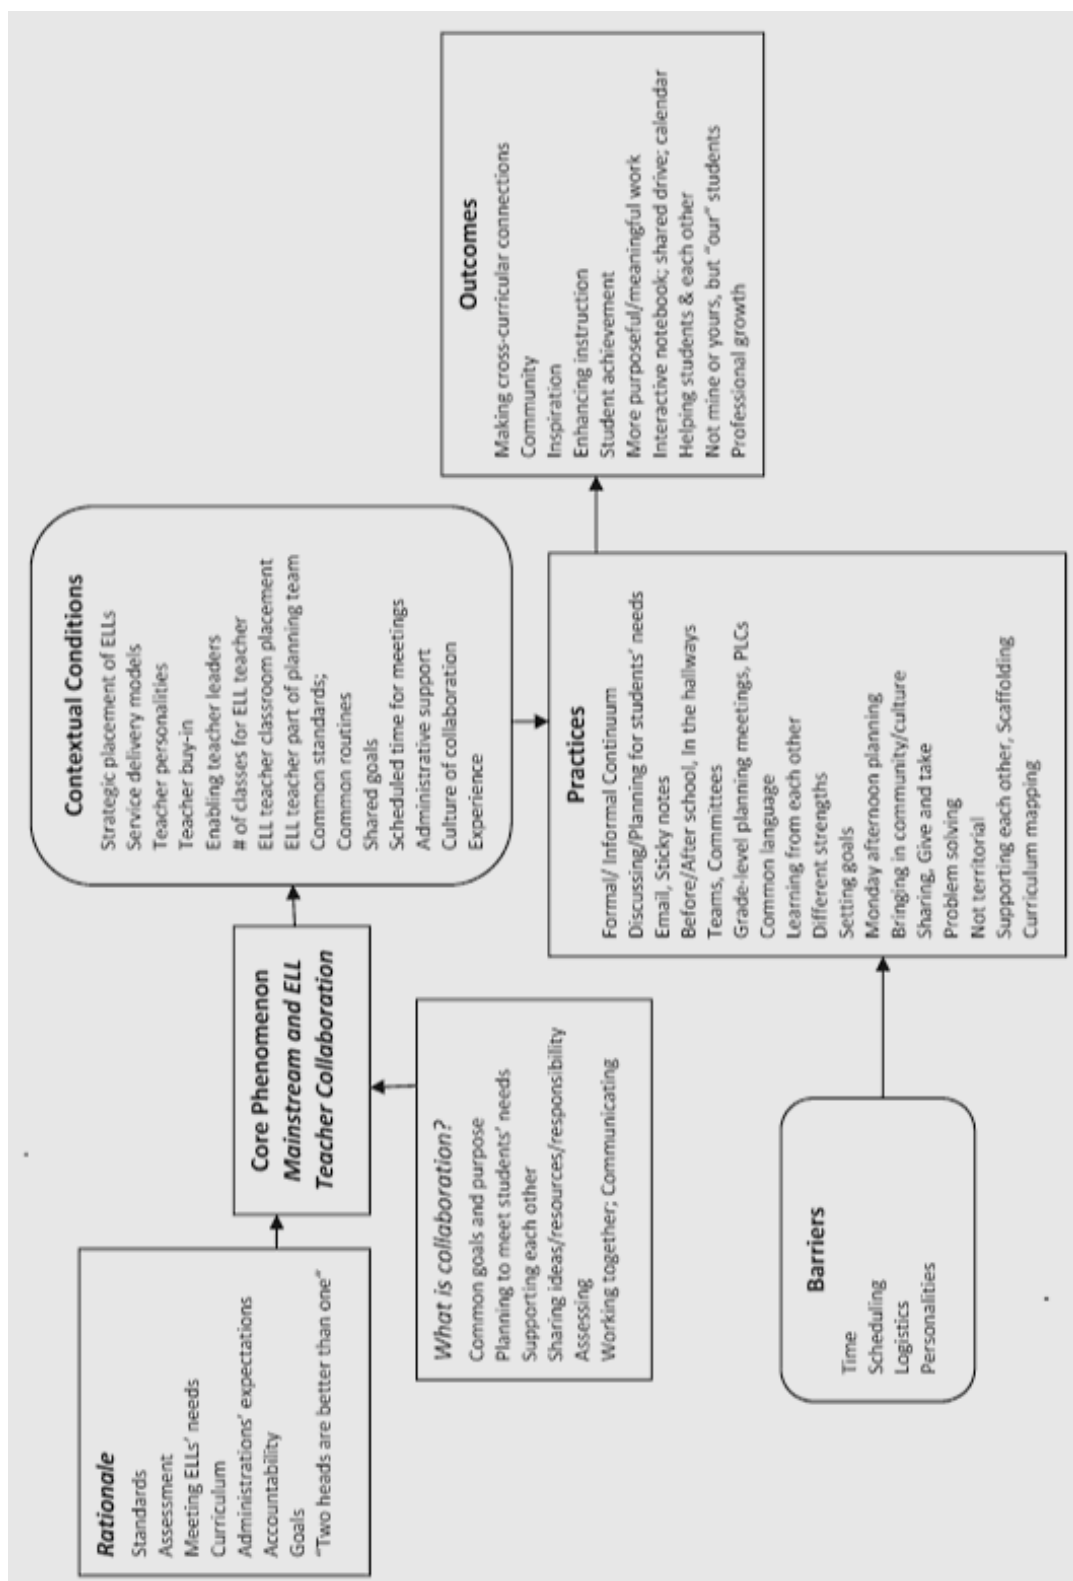 Rationale
Standards
Assessment
Meeting ELLs' needs
Curriculum
Administrations' expectations
Accountability
Goals
"Two heads are better than one"
Core Phenomenon
Mainstream and ELL
Teacher Collaboration
What is collaboration?
Common goals and purpose
Planning to meet students' needs
Supporting each other
Sharing ideas/resources/responsibility
Assessing
Working together; Communicating
Contextual Conditions
Strategic placement of ELLs
Service delivery models
Teacher personalities
Teacher buy-in
Enabling teacher leaders
# of classes for ELL teacher
ELL teacher classroom placement
ELL teacher part of planning team
Common standards;
Common routines
Shared goals
Scheduled time for meetings
Administrative support
Culture of collaboration
Experience
Barriers
Time
Scheduling
Logistics
Personalities
Practices
Formal/ Informal Continuum
Discussing/Planning for students' needs
Email, Sticky notes
Before/After school, In the hallways
Teams, Committees
Grade-level planning meetings, PLCs
Common language
Learning from each other
Different strengths
Setting goals
Monday afternoon planning
Bringing in community/culture
Sharing, Give and take
Problem solving
Not territorial
Supporting each other, Scaffolding
Curriculum mapping
Outcomes
Making cross-curricular connections
Community
Inspiration
Enhancing instruction
Student achievement
More purposeful/meaningful work
Interactive notebook; shared drive; calendar
Helping students & each other
Not mine or yours, but "our" students
Professional growth